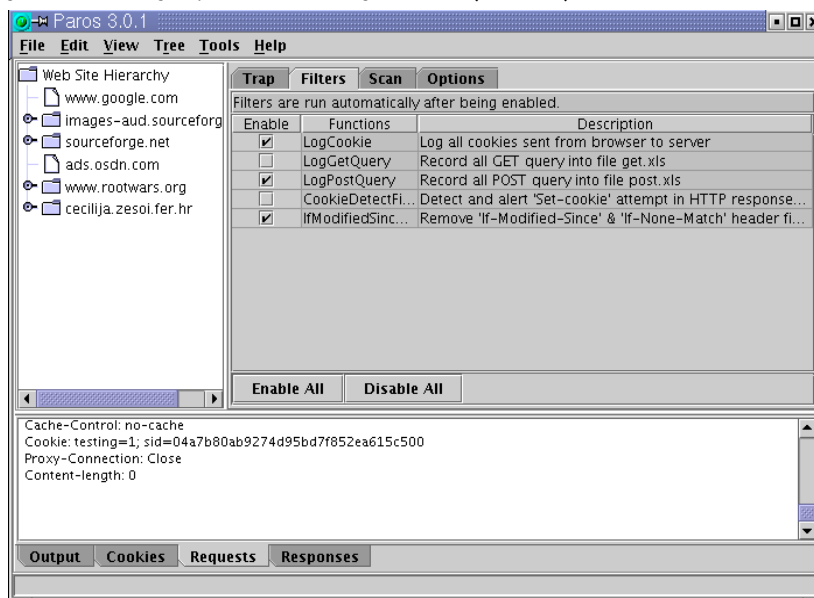 Paros 3.0.1
File Edit View Tree Tools Help
Web Site Hierarchy
www.google.com
images-aud.sourceforg
sourceforge.net
ads.osdn.com
www.rootwars.org
cecilija.zesoi.fer.hr
Trap Filters Scan Options
Filters are run automatically after being enabled.
Enable Functions Description
LogCookie Log all cookies sent from browser to server
LogGetQuery Record all GET query into file get.xls
LogPostQuery Record all POST query into file post.xls
CookieDetectFi... Detect and alert 'Set-cookie' attempt in HTTP response...
IfModifiedSinc... Remove 'If-Modified-Since' & 'If-None-Match' header fi...
Enable All Disable All
Cache-Control: no-cache
Cookie: testing=1; sid=04a7b80ab9274d95bd7f852ea615c500
Proxy-Connection: Close
Content-length: 0
Output Cookies Requests Responses